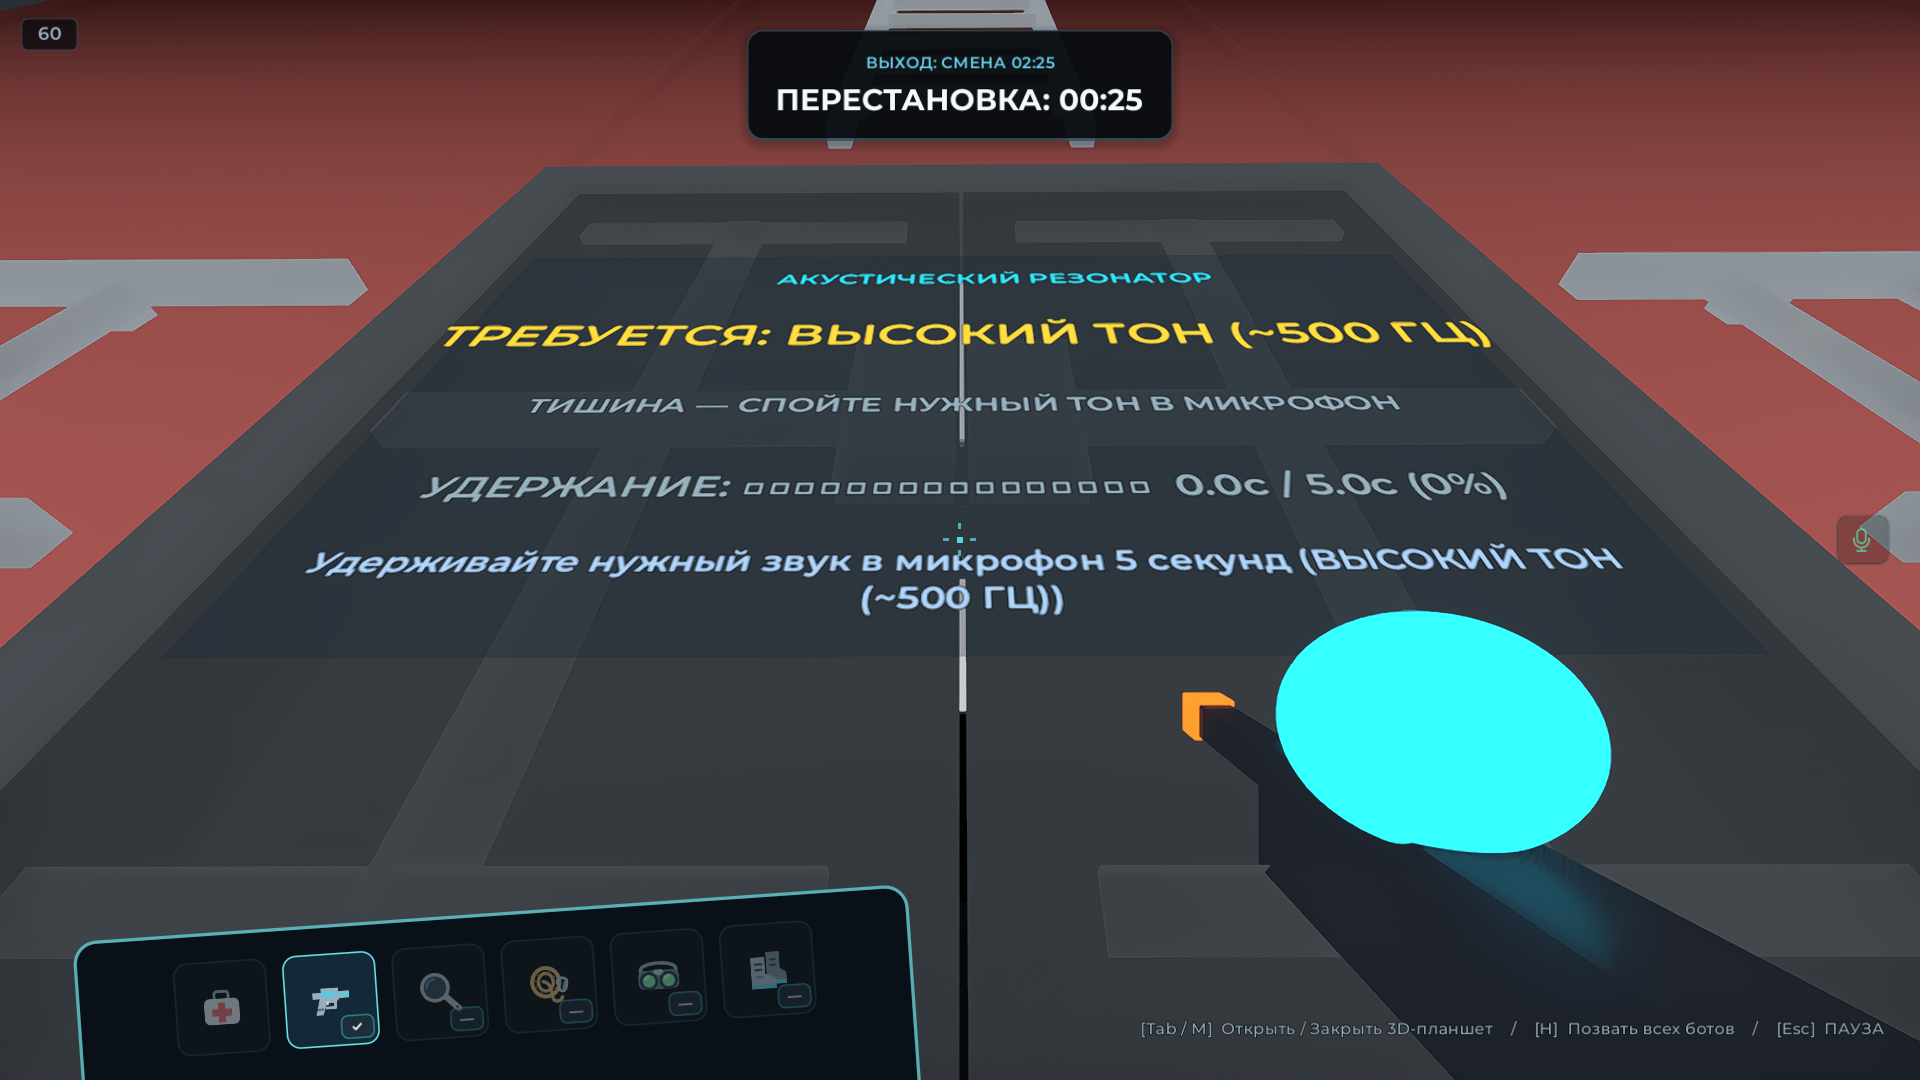 60
ВЫХОД: СМЕНА 02:25
ПЕРЕСТАНОВКА: 00:25
АКУСТИЧЕСКИЙ РЕЗОНАТОР
ТРЕБУЕТСЯ: ВЫСОКИЙ ТОН (~500 ГЦ)
ТИШИНА — СПОЙТЕ НУЖНЫЙ ТОН В МИКРОФОН
УДЕРЖАНИЕ: □□□□□□□□□□□□□□□□ 0.0с / 5.0с (0%)
Удерживайте нужный звук в микрофон 5 секунд (ВЫСОКИЙ ТОН
(~500 ГЦ))
[Tab / M] Открыть / Закрыть 3D-планшет / [H] Позвать всех ботов / [Esc] ПАУЗА